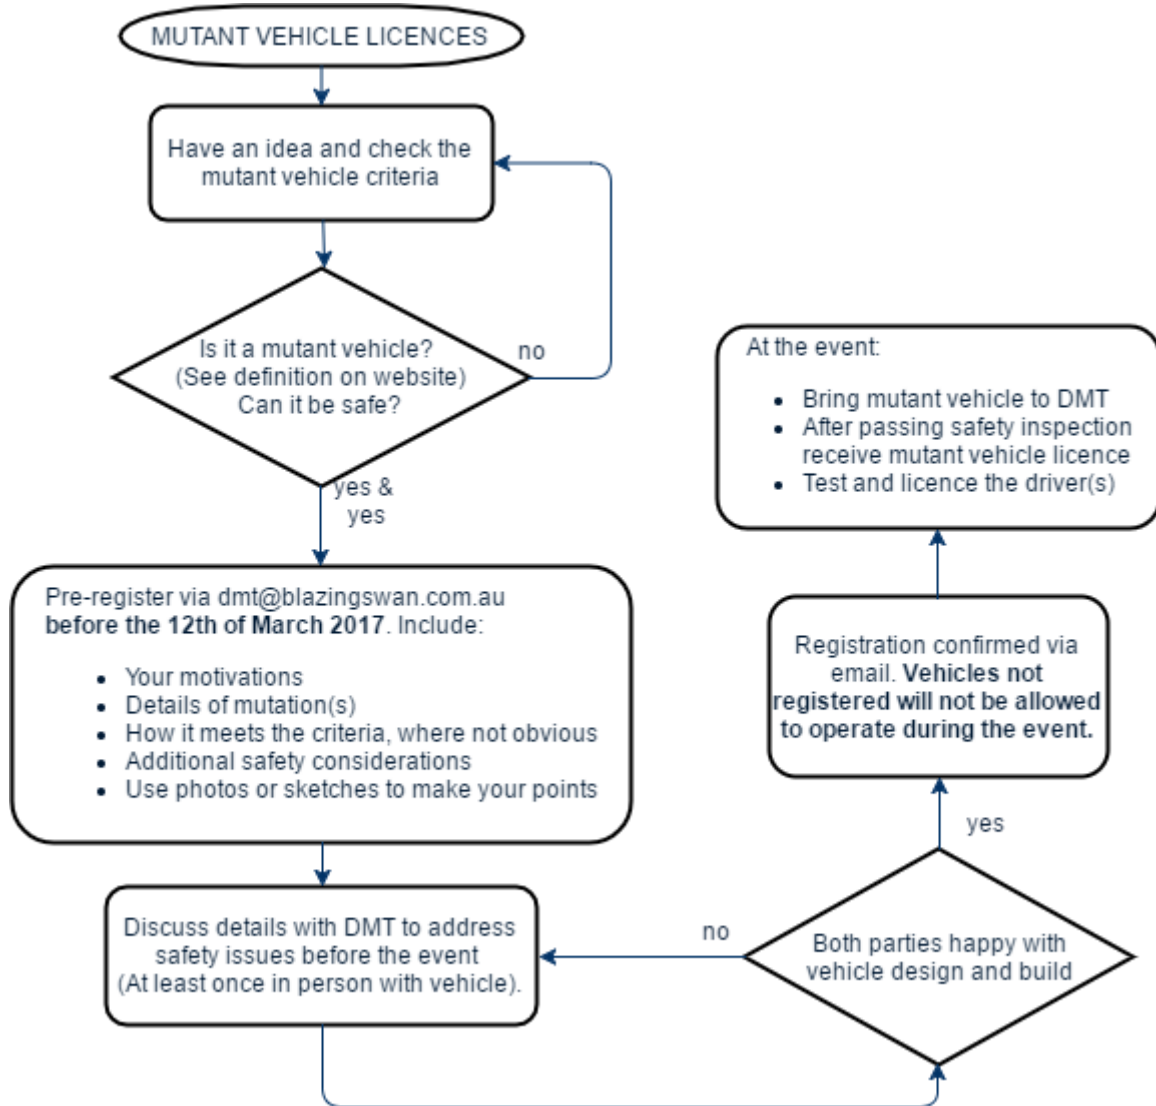 MUTANT VEHICLE LICENCES
Have an idea and check the
mutant vehicle criteria
Is it a mutant vehicle?
(See definition on website)
Can it be safe?
no
yes &
yes
Pre-register via dmt@blazingswan.com.au
before the 12th of March 2017. Include:
• Your motivations
• Details of mutation(s)
• How it meets the criteria, where not obvious
• Additional safety considerations
• Use photos or sketches to make your points
Discuss details with DMT to address
safety issues before the event
(At least once in person with vehicle).
Both parties happy with
vehicle design and build
no
yes
Registration confirmed via
email. Vehicles not
registered will not be allowed
to operate during the event.
At the event:
• Bring mutant vehicle to DMT
• After passing safety inspection
receive mutant vehicle licence
• Test and licence the driver(s)